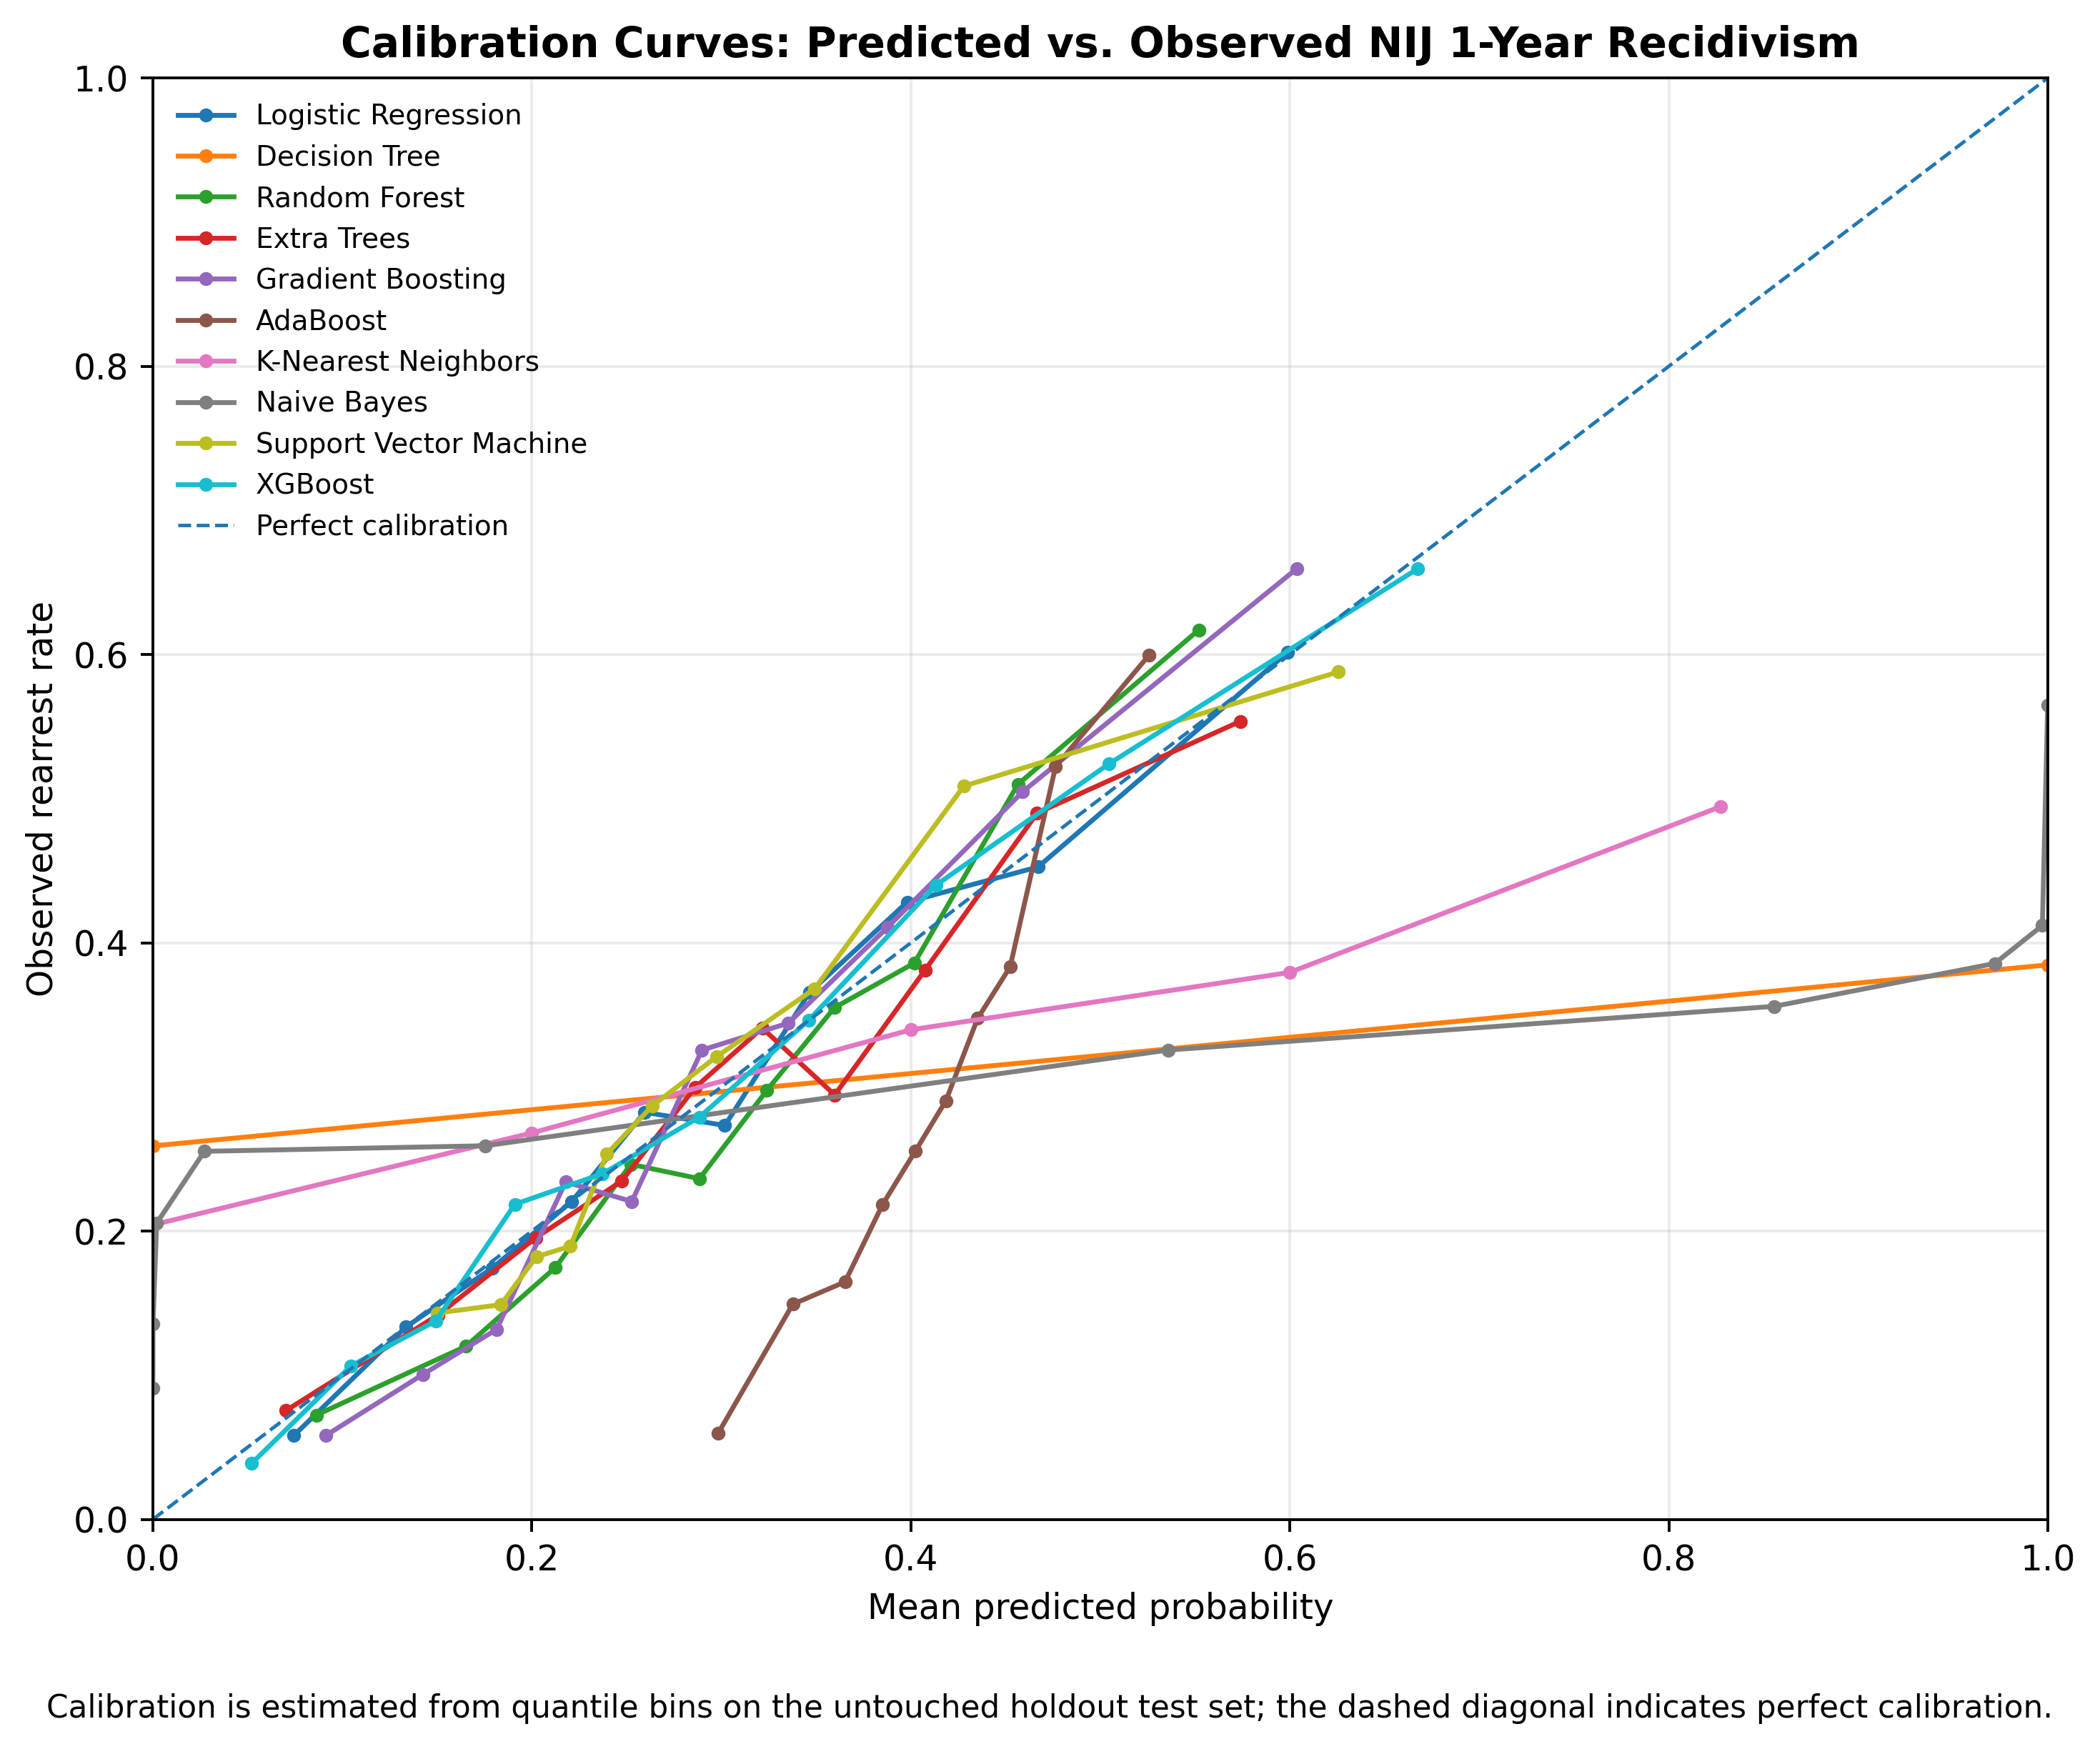 Calibration Curves: Predicted vs. Observed NIJ 1-Year Recidivism
1.0
0.8
0.6
0.4
0.2
0.0
Observed rearrest rate
Logistic Regression
Decision Tree
Random Forest
Extra Trees
Gradient Boosting
AdaBoost
K-Nearest Neighbors
Naive Bayes
Support Vector Machine
XGBoost
Perfect calibration
0.0 0.2 0.4 0.6 0.8 1.0
Mean predicted probability
Calibration is estimated from quantile bins on the untouched holdout test set; the dashed diagonal indicates perfect calibration.